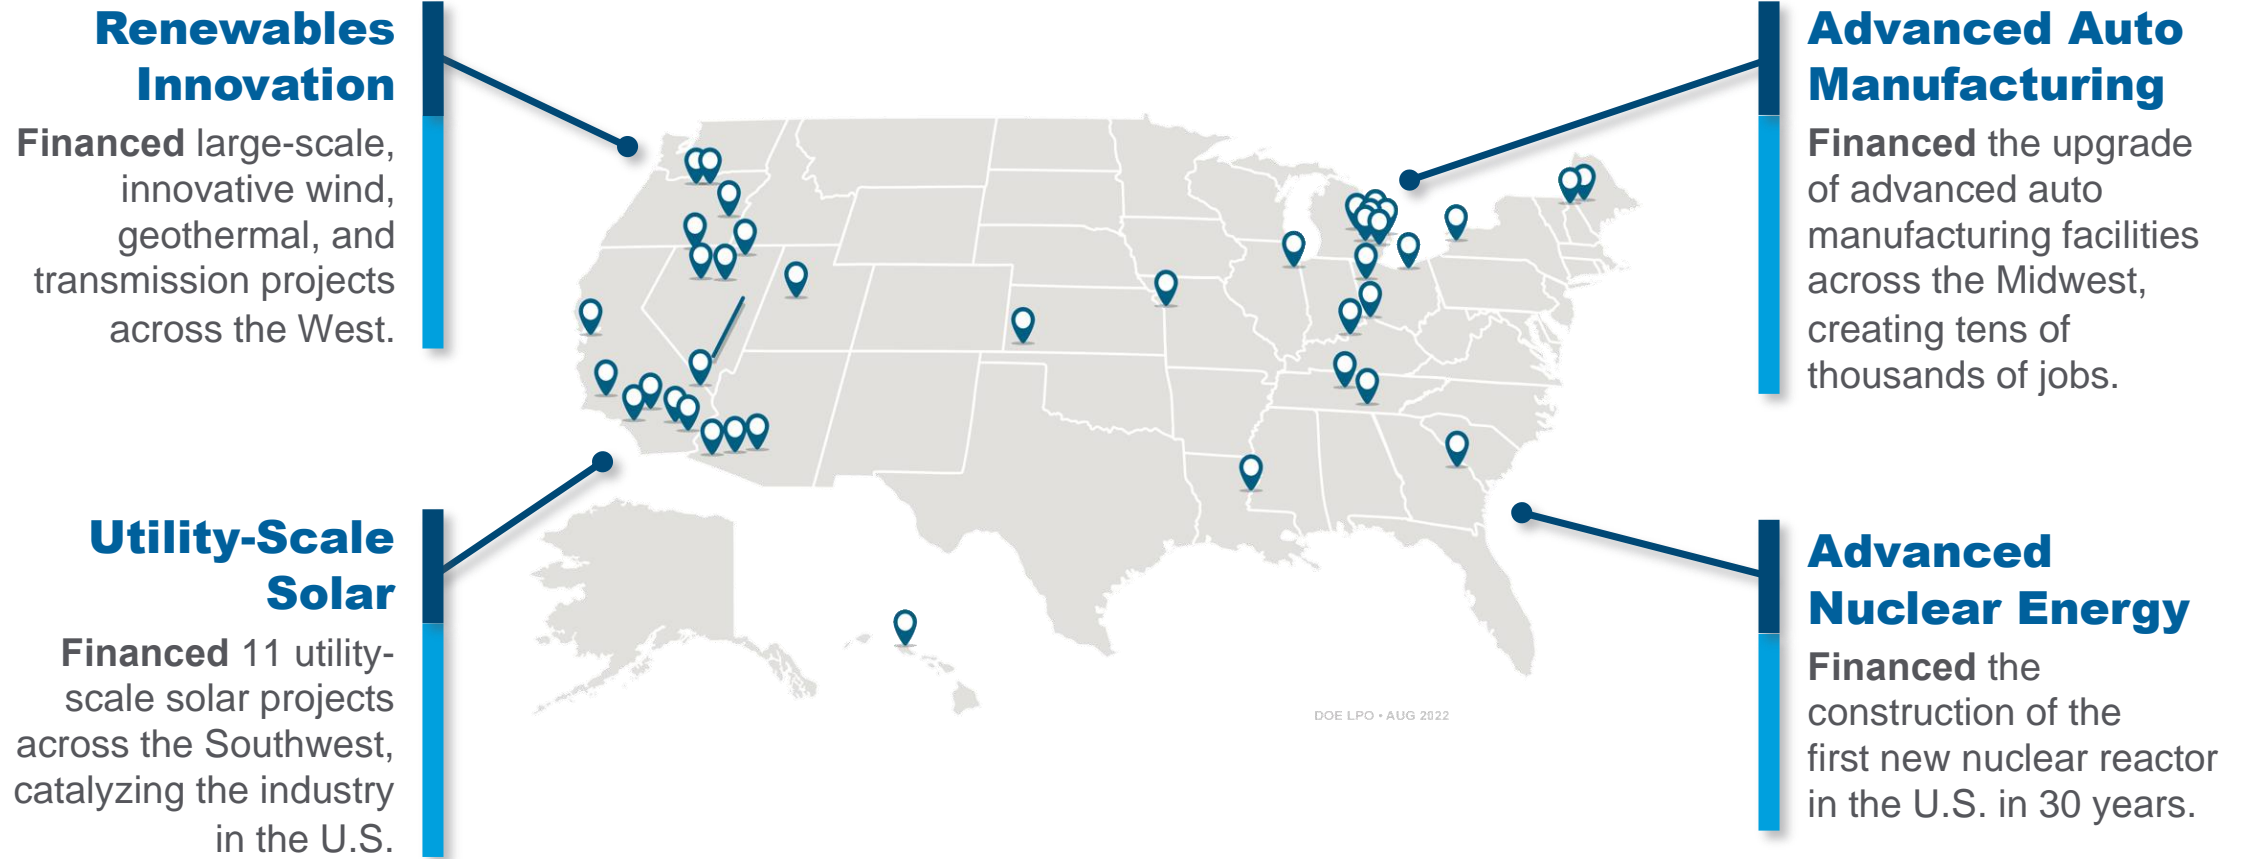 Renewables
Innovation
Financed large-scale,
innovative wind,
geothermal, and
transmission projects
across the West.
Utility-Scale
Solar
Financed 11 utility-
scale solar projects
across the Southwest,
catalyzing the industry
in the U.S.
Advanced Auto
Manufacturing
Financed the upgrade
of advanced auto
manufacturing facilities
across the Midwest,
creating tens of
thousands of jobs.
Advanced
Nuclear Energy
Financed the
construction of the
first new nuclear reactor
in the U.S. in 30 years.
DOE LPO • AUG 2022